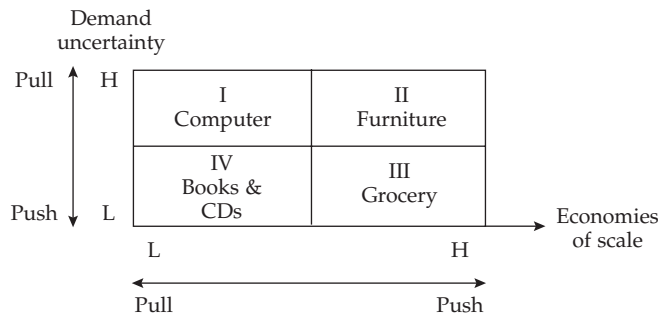 Demand
uncertainty
Pull
H
I
Computer
II
Furniture
IV
Books &
CDs
III
Grocery
Push
L
Economies
of scale
L
H
Pull
Push